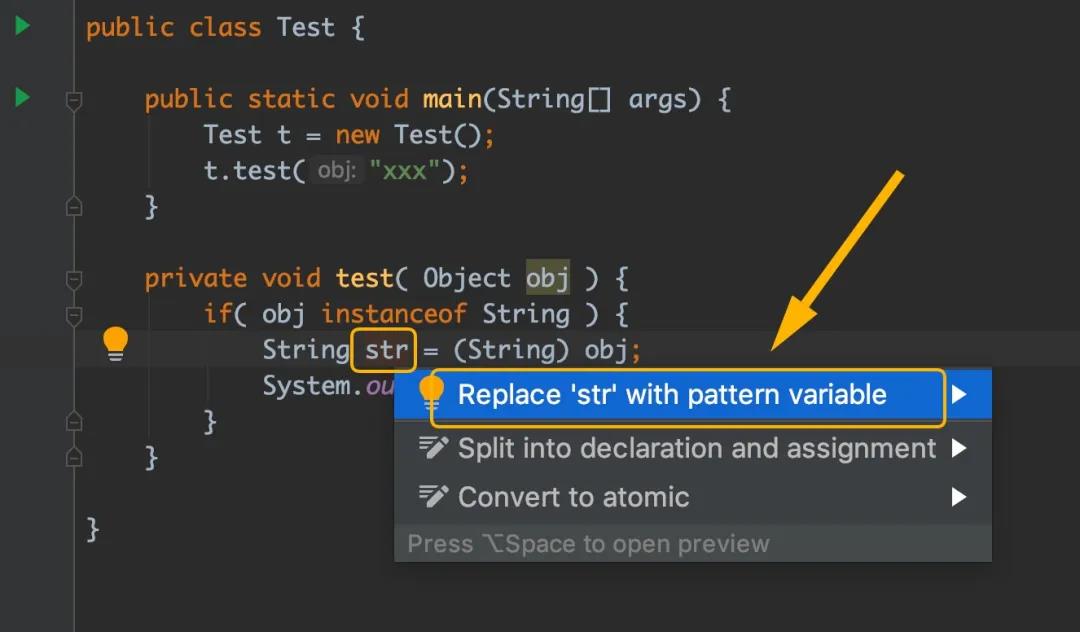 public class Test {
public static void main(String[] args) {
Test t = new Test();
t.test( obj: "xxx");
}
private void test( Object obj ) {
if( obj instanceof String ) {
String str = (String) obj;
System.ou
Replace 'str' with pattern variable
}
Split into declaration and assignment
}
Convert to atomic
}
Press ⌥Space to open preview